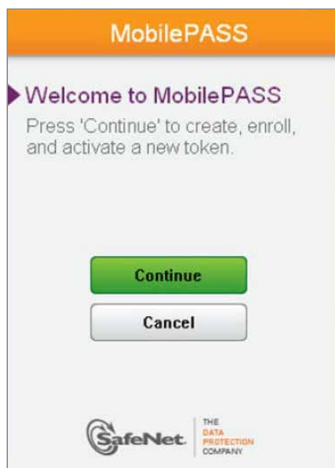 MobilePASS
Welcome to MobilePASS
Press 'Continue' to create, enroll,
and activate a new token.
Continue
Cancel
SafeNet.
THE
DATA
PROTECTION
COMPANY